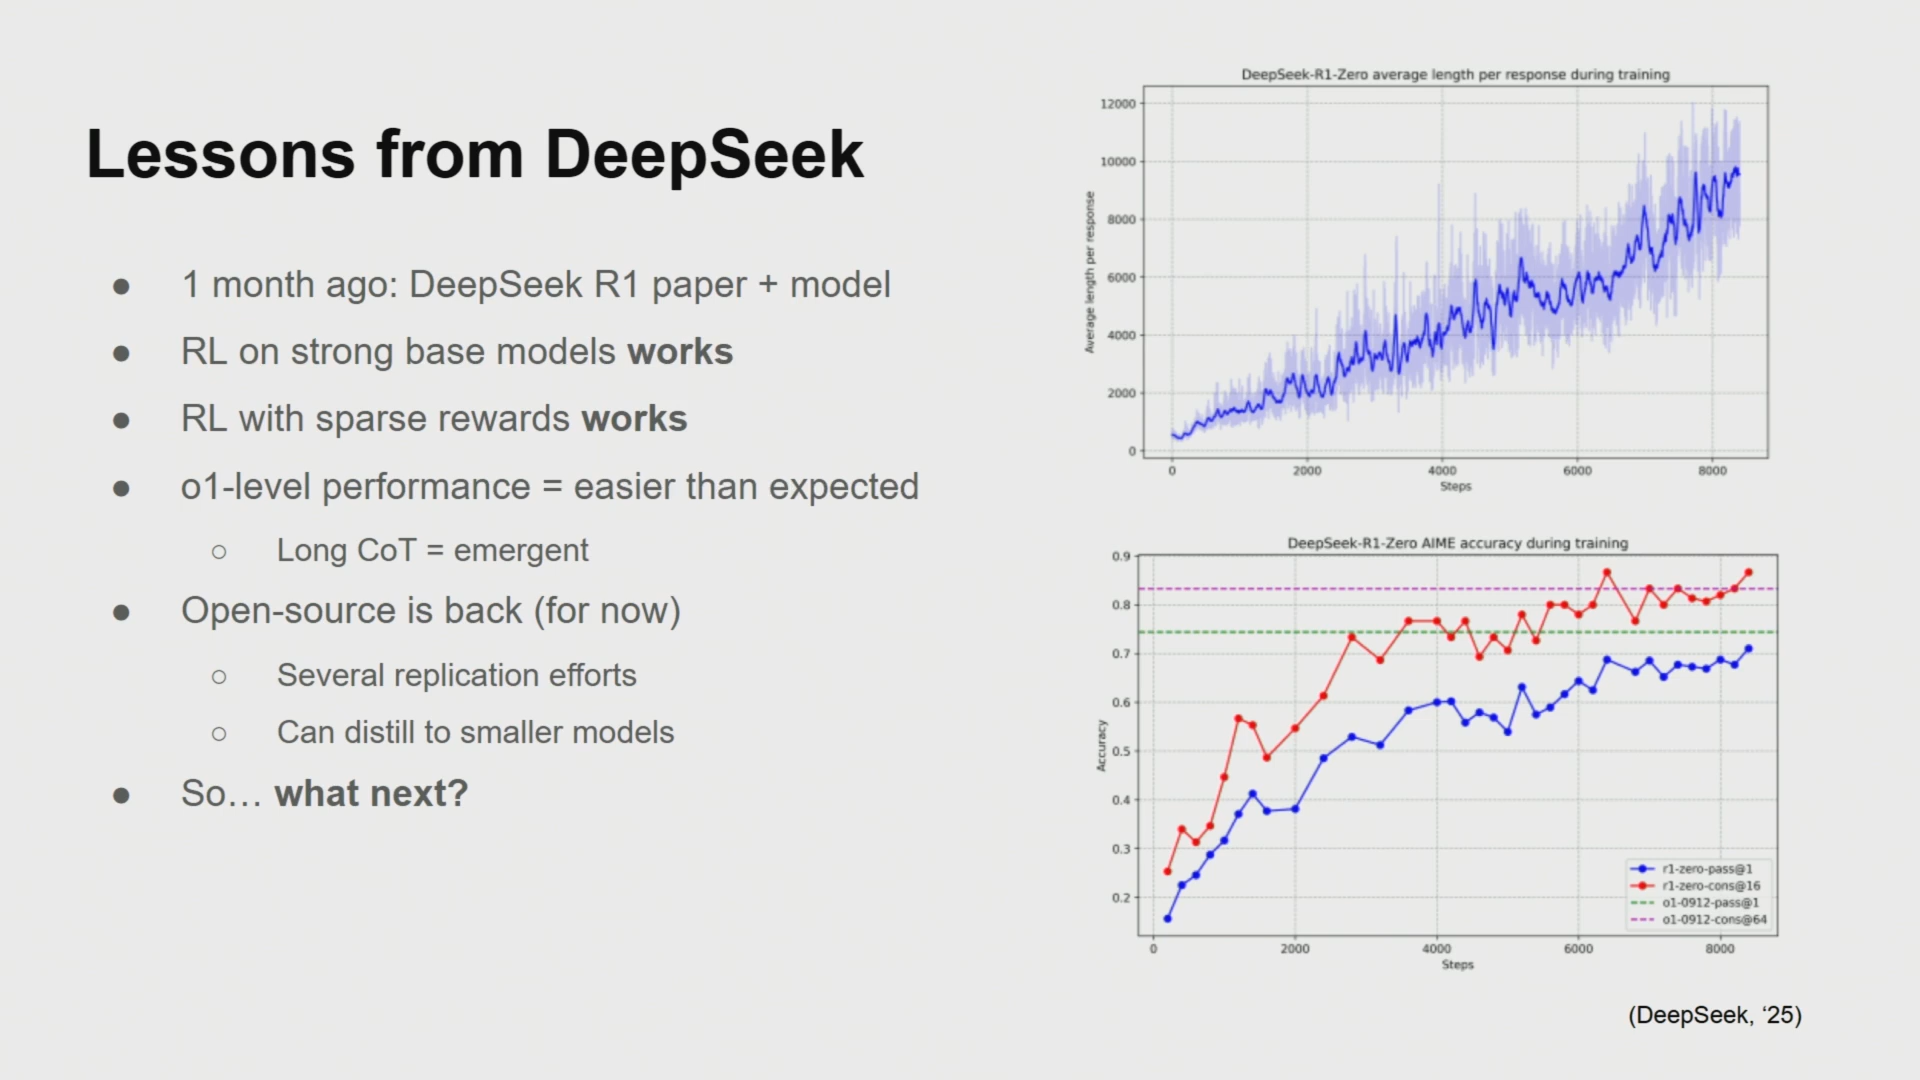 Lessons from DeepSeek
● 1 month ago: DeepSeek R1 paper + model
● RL on strong base models works
● RL with sparse rewards works
● o1-level performance = easier than expected
○ Long CoT = emergent
● Open-source is back (for now)
○ Several replication efforts
○ Can distill to smaller models
● So… what next?
DeepSeek-R1-Zero average length per response during training
Average length per response
12000
10000
8000
6000
4000
2000
0
0 2000 4000 6000 8000
Steps
DeepSeek-R1-Zero AIME accuracy during training
Accuracy
0.9
0.8
0.7
0.6
0.5
0.4
0.3
0.2
r1-zero-pass@1
r1-zero-cons@16
o1-0912-pass@1
o1-0912-cons@64
0 2000 4000 6000 8000
Steps
(DeepSeek, ‘25)